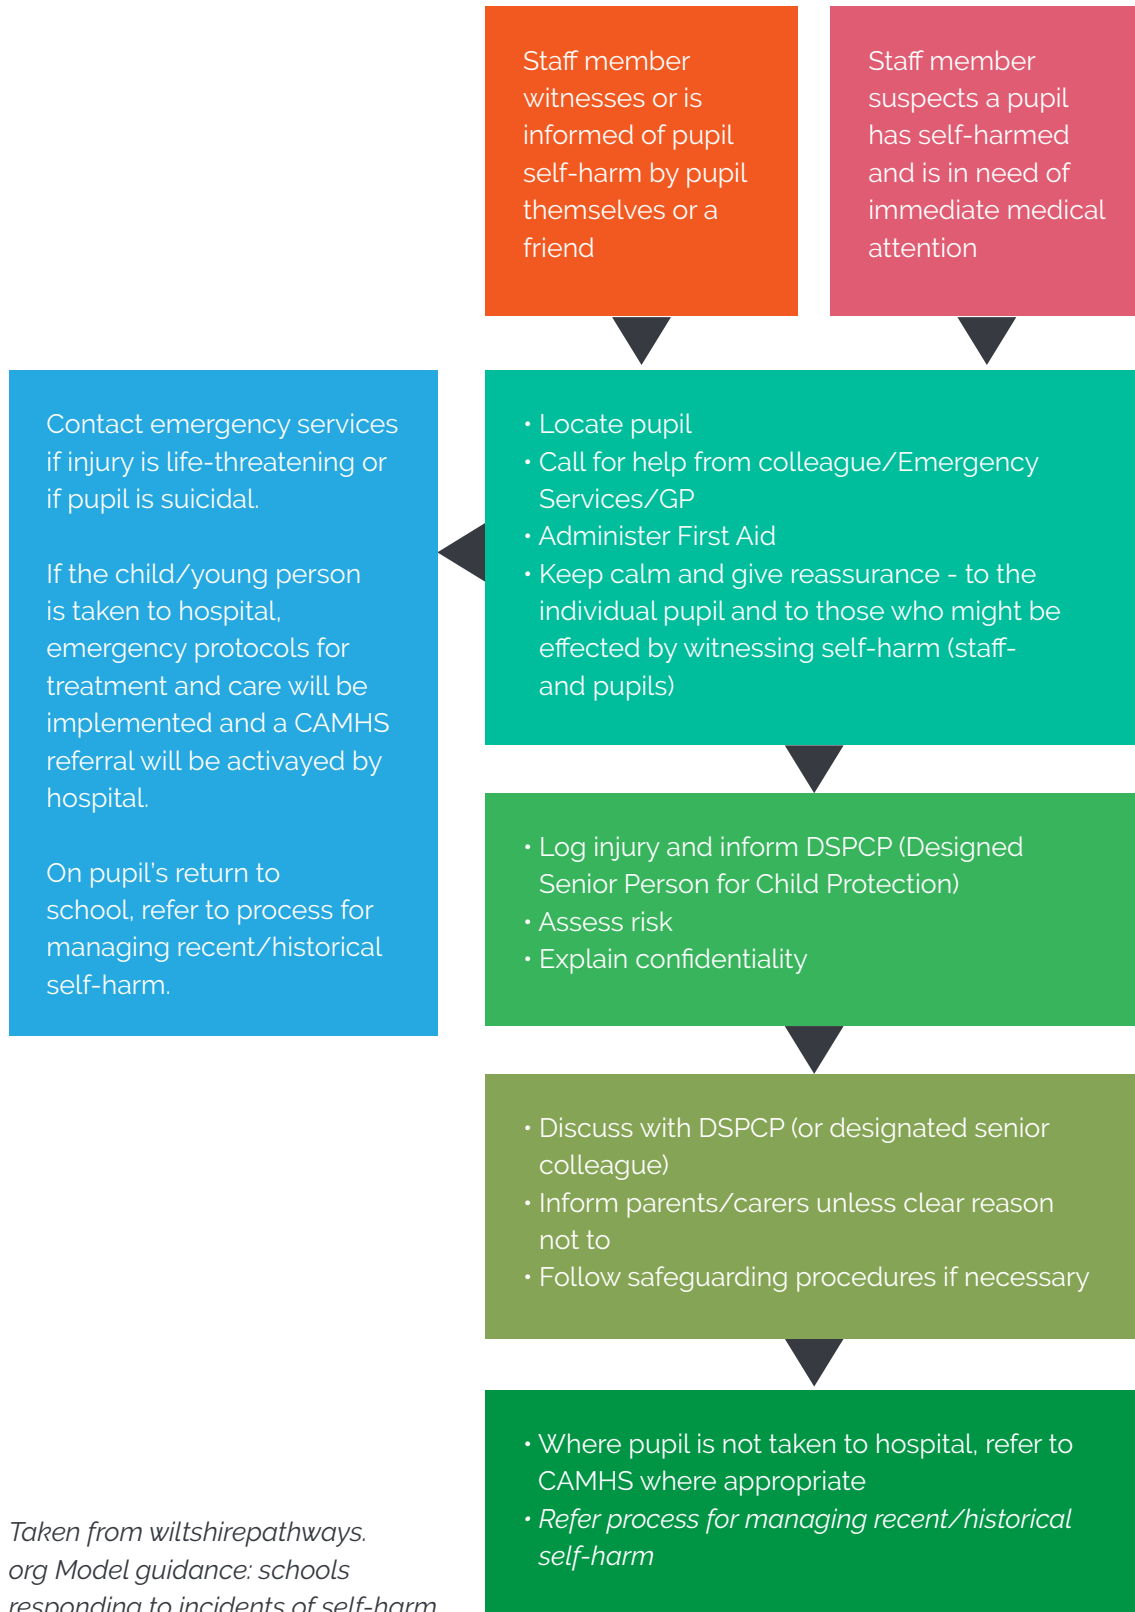 Staff member
witnesses or is
informed of pupil
self-harm by pupil
themselves or a
friend
Staff member
suspects a pupil
has self-harmed
and is in need of
immediate medical
attention
Contact emergency services
if injury is life-threatening or
if pupil is suicidal.
If the child/young person
is taken to hospital,
emergency protocols for
treatment and care will be
implemented and a CAMHS
referral will be activayed by
hospital.
On pupil's return to
school, refer to process for
managing recent/historical
self-harm.
• Locate pupil
• Call for help from colleague/Emergency
Services/GP
• Administer First Aid
• Keep calm and give reassurance - to the
individual pupil and to those who might be
effected by witnessing self-harm (staff-
and pupils)
• Log injury and inform DSPCP (Designed
Senior Person for Child Protection)
• Assess risk
• Explain confidentiality
• Discuss with DSPCP (or designated senior
colleague)
• Inform parents/carers unless clear reason
not to
• Follow safeguarding procedures if necessary
• Where pupil is not taken to hospital, refer to
CAMHS where appropriate
• Refer process for managing recent/historical
self-harm
Taken from wiltshirepathways.
org Model guidance: schools
responding to incidents of self-harm